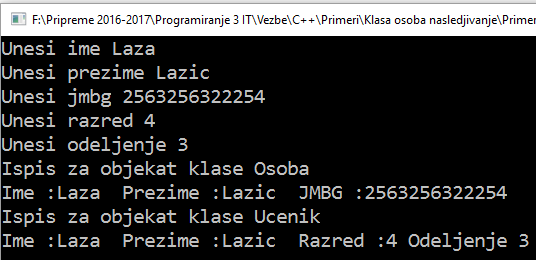 F:\Pripreme 2016-2017\Programiranje 3 IT\Vezbe\C++\Primeri\Klasa osoba nasledjivanje\Primer
Unesi ime Laza
Unesi prezime Lazic
Unesi jmbg 2563256322254
Unesi razred 4
Unesi odeljenje 3
Ispis za objekat klase Osoba
Ime :Laza  Prezime :Lazic  JMBG :2563256322254
Ispis za objekat klase Ucenik
Ime :Laza  Prezime :Lazic  Razred :4 Odeljenje 3